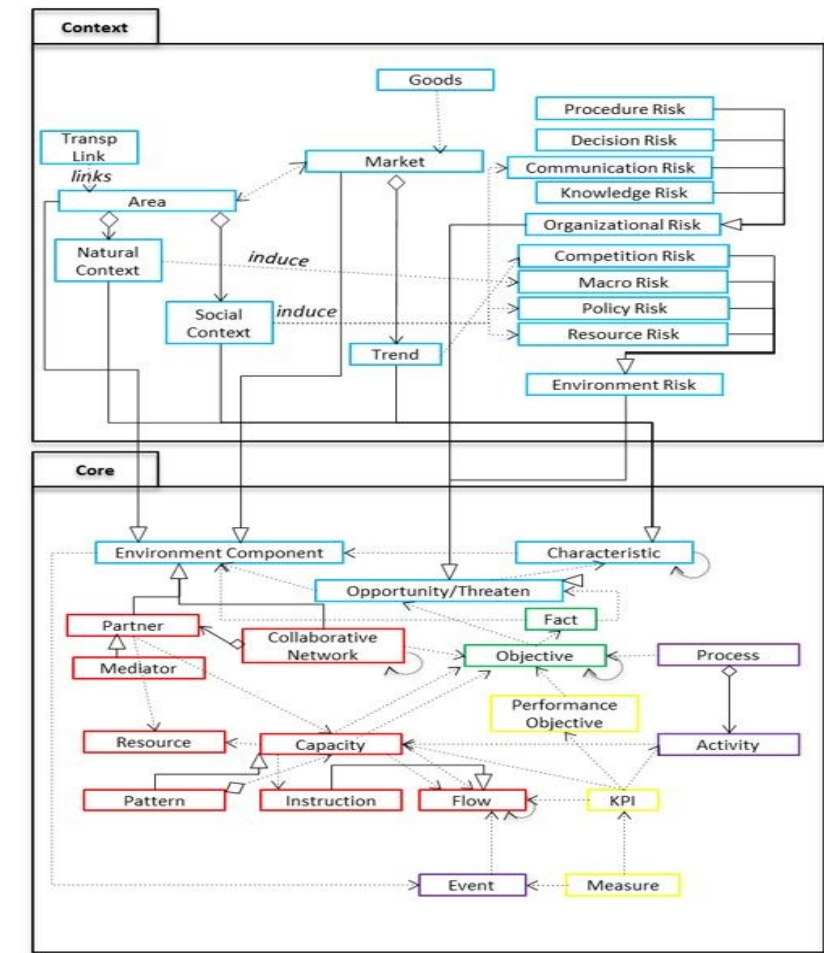 Context
Goods
Procedure Risk
Transp
Link
Decision Risk
Market
Communication Risk
links
Knowledge Risk
Area
Organizational Risk
Natural
Context
induce
Competition Risk
Macro Risk
Social
Context
induce
Policy Risk
Resource Risk
Trend
Environment Risk
Core
Environment Component
Characteristic
Opportunity/Threaten
Fact
Partner
Collaborative
Network
Objective
Process
Mediator
Performance
Objective
Resource
Capacity
Activity
Pattern
Instruction
Flow
KPI
Event
Measure